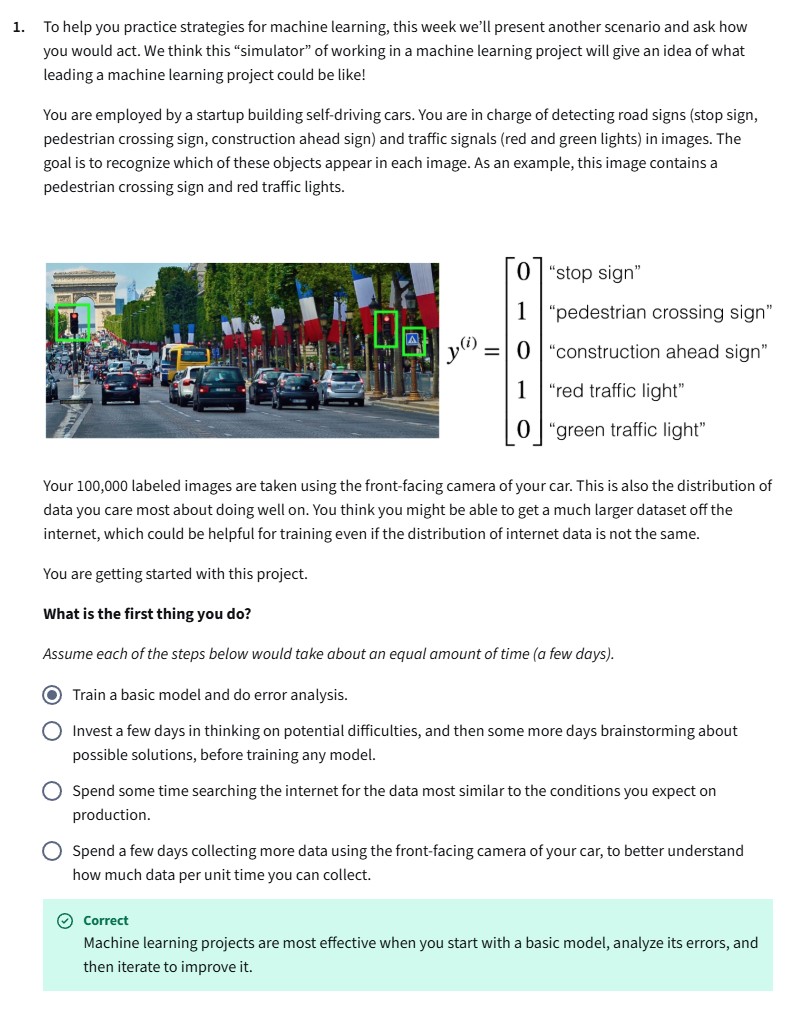 1. To help you practice strategies for machine learning, this week we’ll present another scenario and ask how
you would act. We think this “simulator” of working in a machine learning project will give an idea of what
leading a machine learning project could be like!
You are employed by a startup building self-driving cars. You are in charge of detecting road signs (stop sign,
pedestrian crossing sign, construction ahead sign) and traffic signals (red and green lights) in images. The
goal is to recognize which of these objects appear in each image. As an example, this image contains a
pedestrian crossing sign and red traffic lights.
0 “stop sign”
1 “pedestrian crossing sign”
y^(i) = 0 “construction ahead sign”
1 “red traffic light”
0 “green traffic light”
Your 100,000 labeled images are taken using the front-facing camera of your car. This is also the distribution of
data you care most about doing well on. You think you might be able to get a much larger dataset off the
internet, which could be helpful for training even if the distribution of internet data is not the same.
You are getting started with this project.
What is the first thing you do?
Assume each of the steps below would take about an equal amount of time (a few days).
Train a basic model and do error analysis.
Invest a few days in thinking on potential difficulties, and then some more days brainstorming about
possible solutions, before training any model.
Spend some time searching the internet for the data most similar to the conditions you expect on
production.
Spend a few days collecting more data using the front-facing camera of your car, to better understand
how much data per unit time you can collect.
Correct
Machine learning projects are most effective when you start with a basic model, analyze its errors, and
then iterate to improve it.